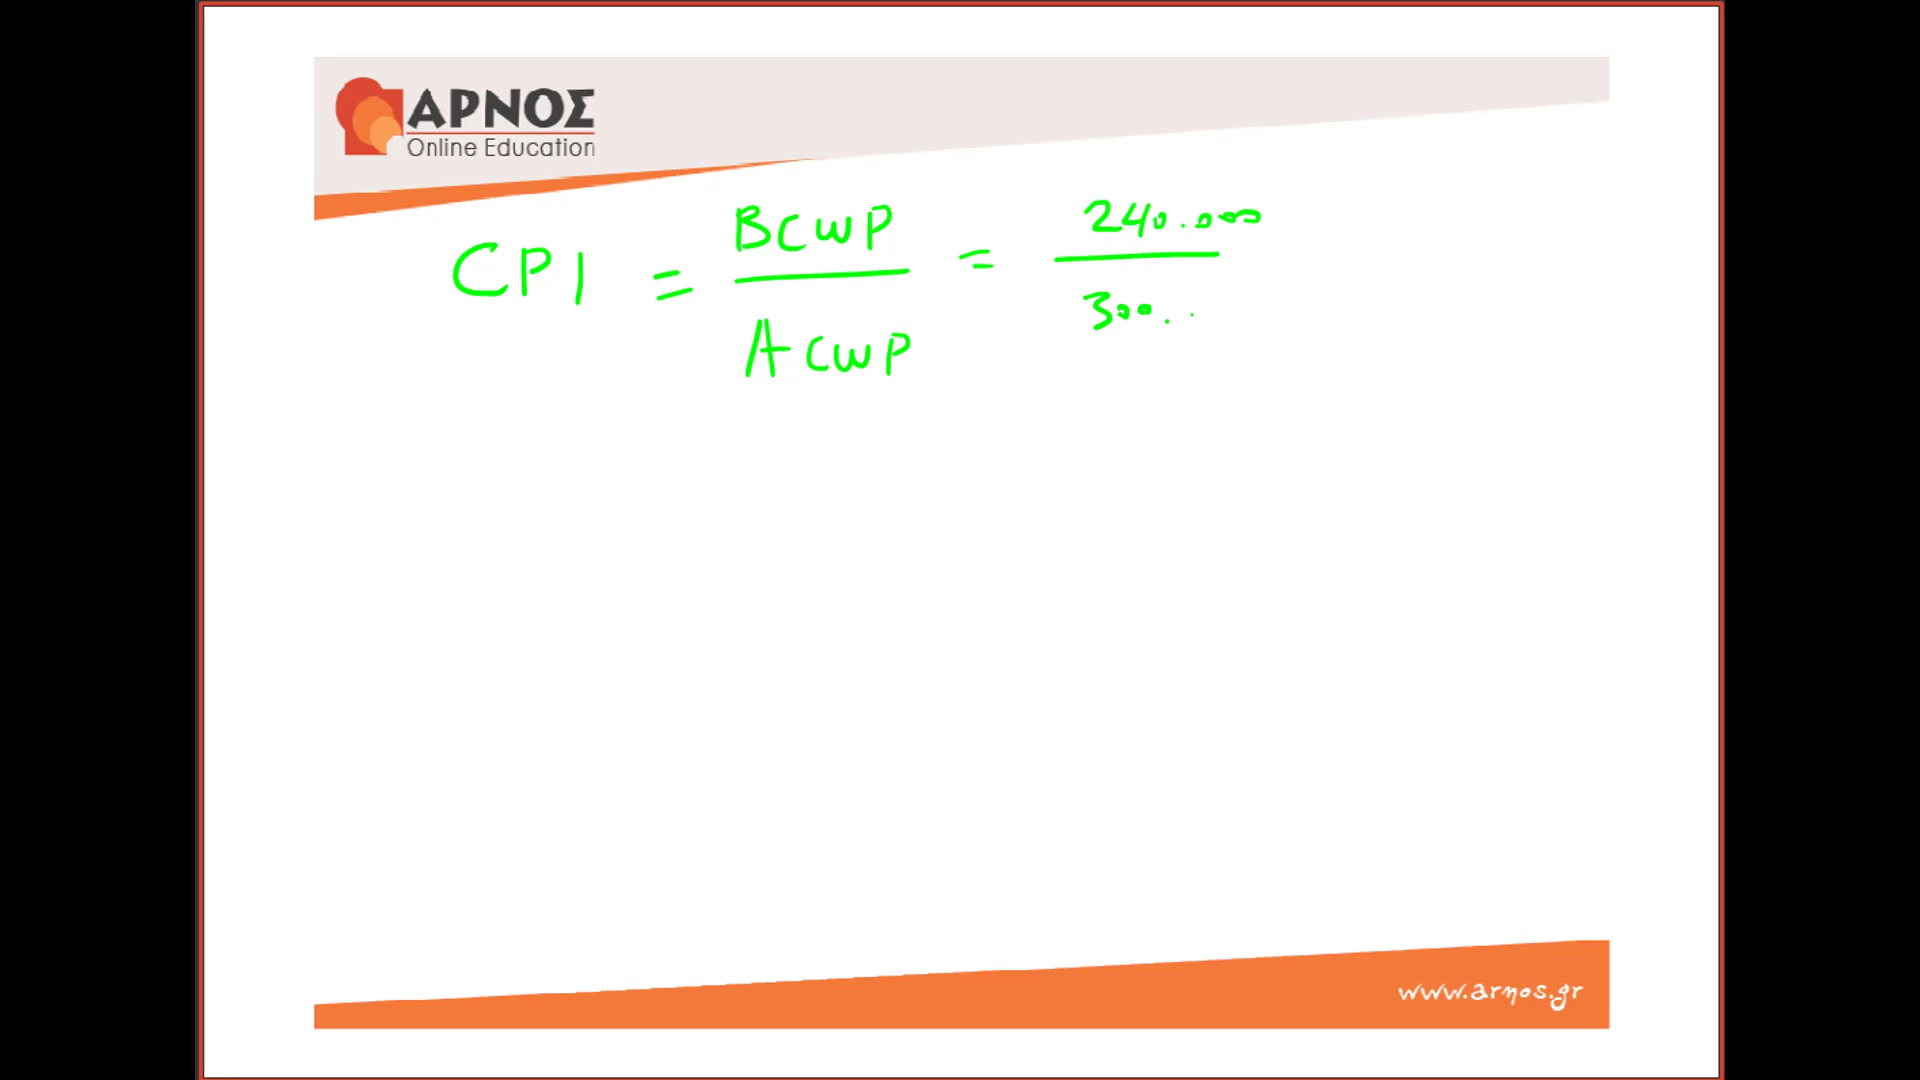 ΑΡΝΟΣ
Online Education
CPI = BCWP / ACWP = 240.000 / 300..
www.arnos.gr